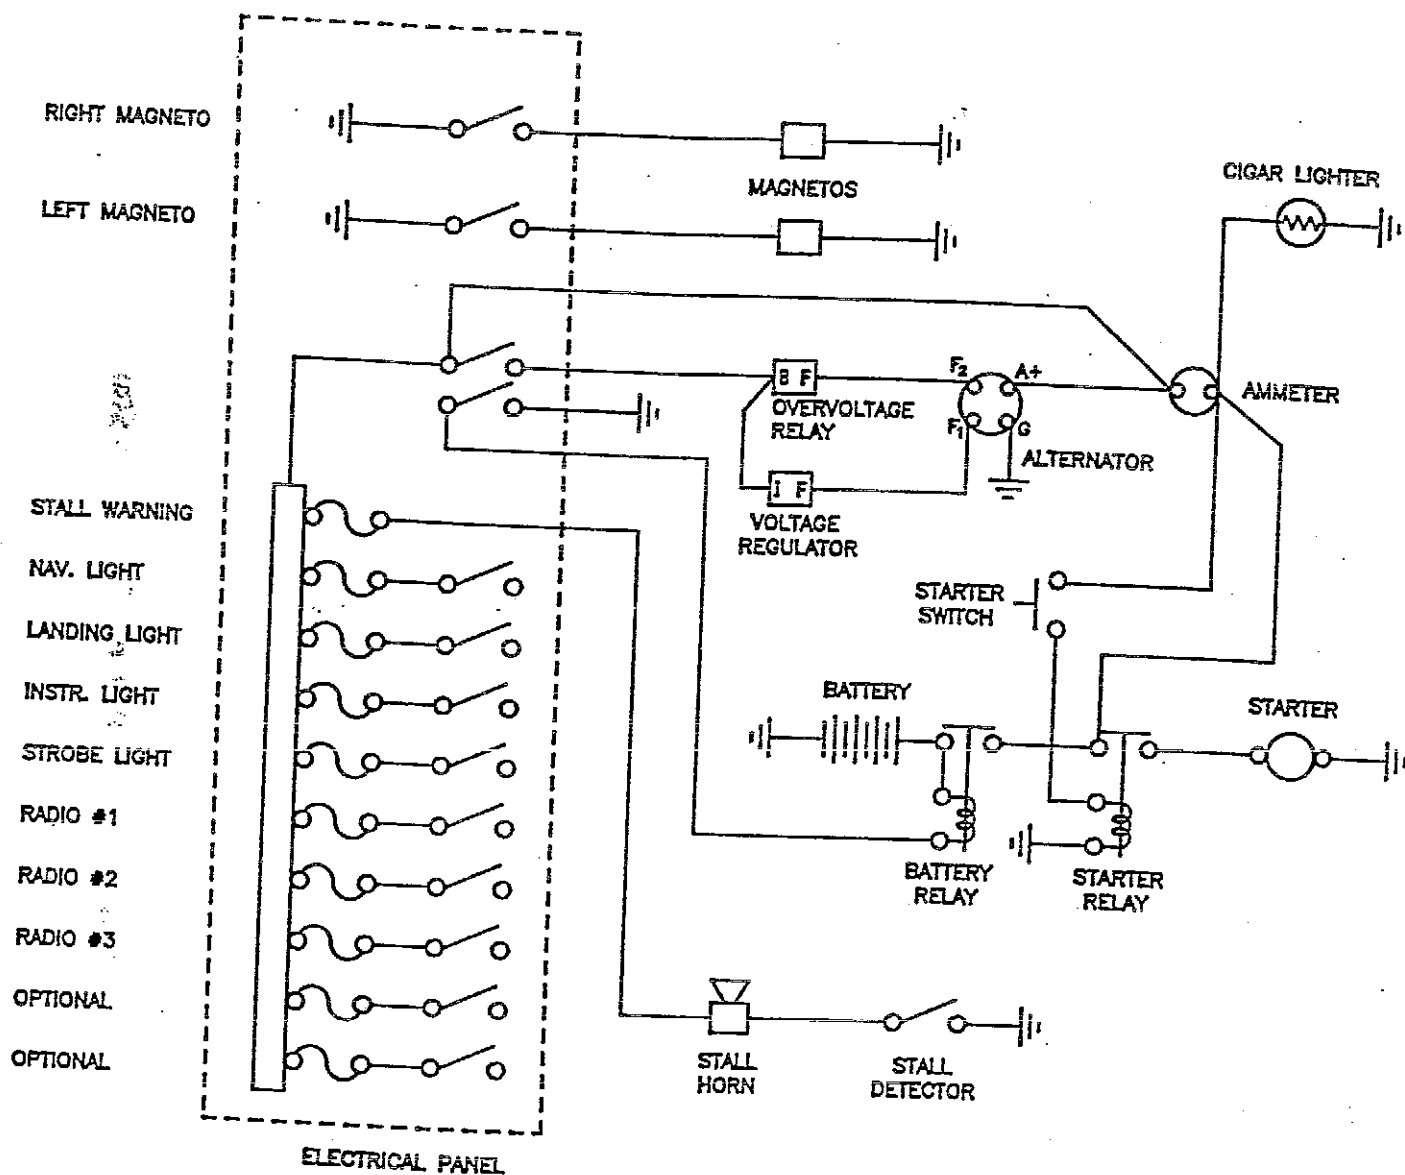 RIGHT MAGNETO
MAGNETOS
LEFT MAGNETO
CIGAR LIGHTER
B F
OVERVOLTAGE
RELAY
F2
A+
F1
G
ALTERNATOR
AMMETER
I F
VOLTAGE
REGULATOR
STALL WARNING
NAV. LIGHT
LANDING LIGHT
INSTR. LIGHT
STROBE LIGHT
RADIO #1
RADIO #2
RADIO #3
OPTIONAL
OPTIONAL
STARTER
SWITCH
BATTERY
STARTER
BATTERY
RELAY
STARTER
RELAY
STALL
HORN
STALL
DETECTOR
ELECTRICAL PANEL